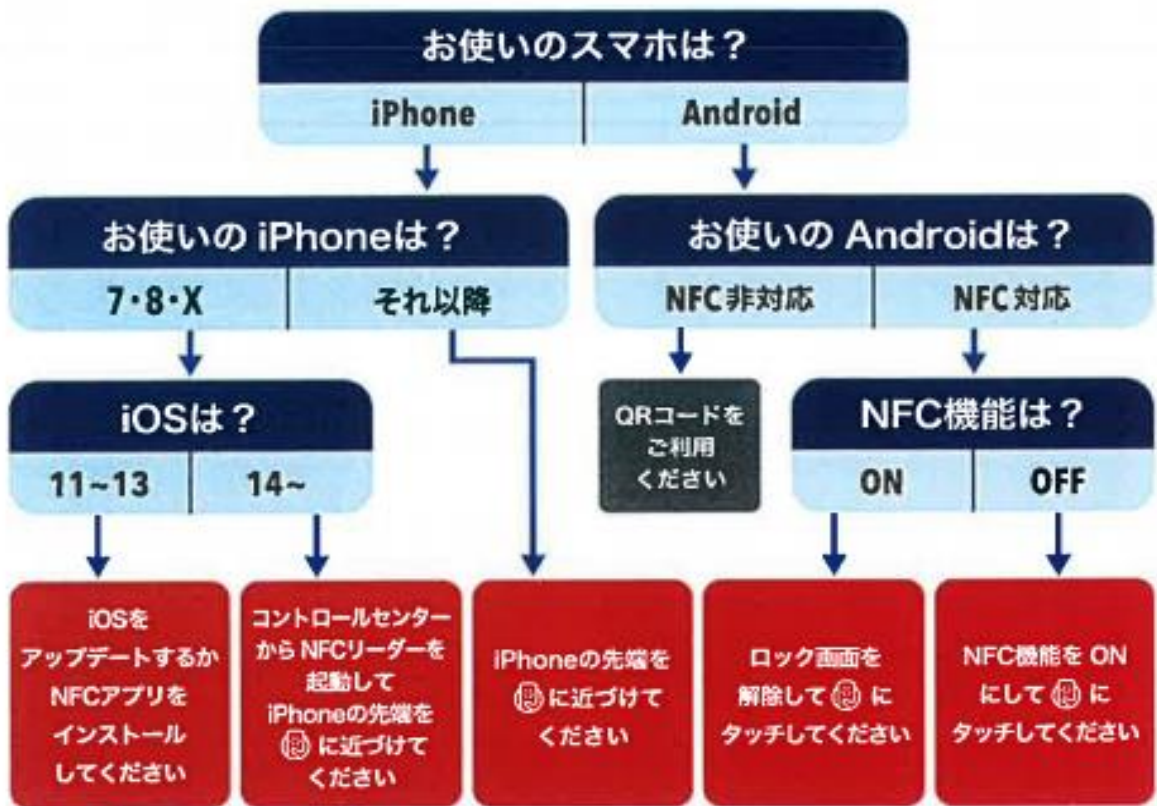 お使いのスマホは？
iPhone
Android
お使いの iPhoneは？
7・8・X
それ以降
お使いの Androidは？
NFC非対応
NFC対応
iOSは？
11~13
14~
QRコードを
ご利用
ください
NFC機能は？
ON
OFF
iOSを
アップデートするか
NFCアプリを
インストール
してください
コントロールセンター
から NFCリーダーを
起動して
iPhoneの先端を
に近づけて
ください
iPhoneの先端を
に近づけて
ください
ロック画面を
解除して に
タッチしてください
NFC機能を ON
にして に
タッチしてください